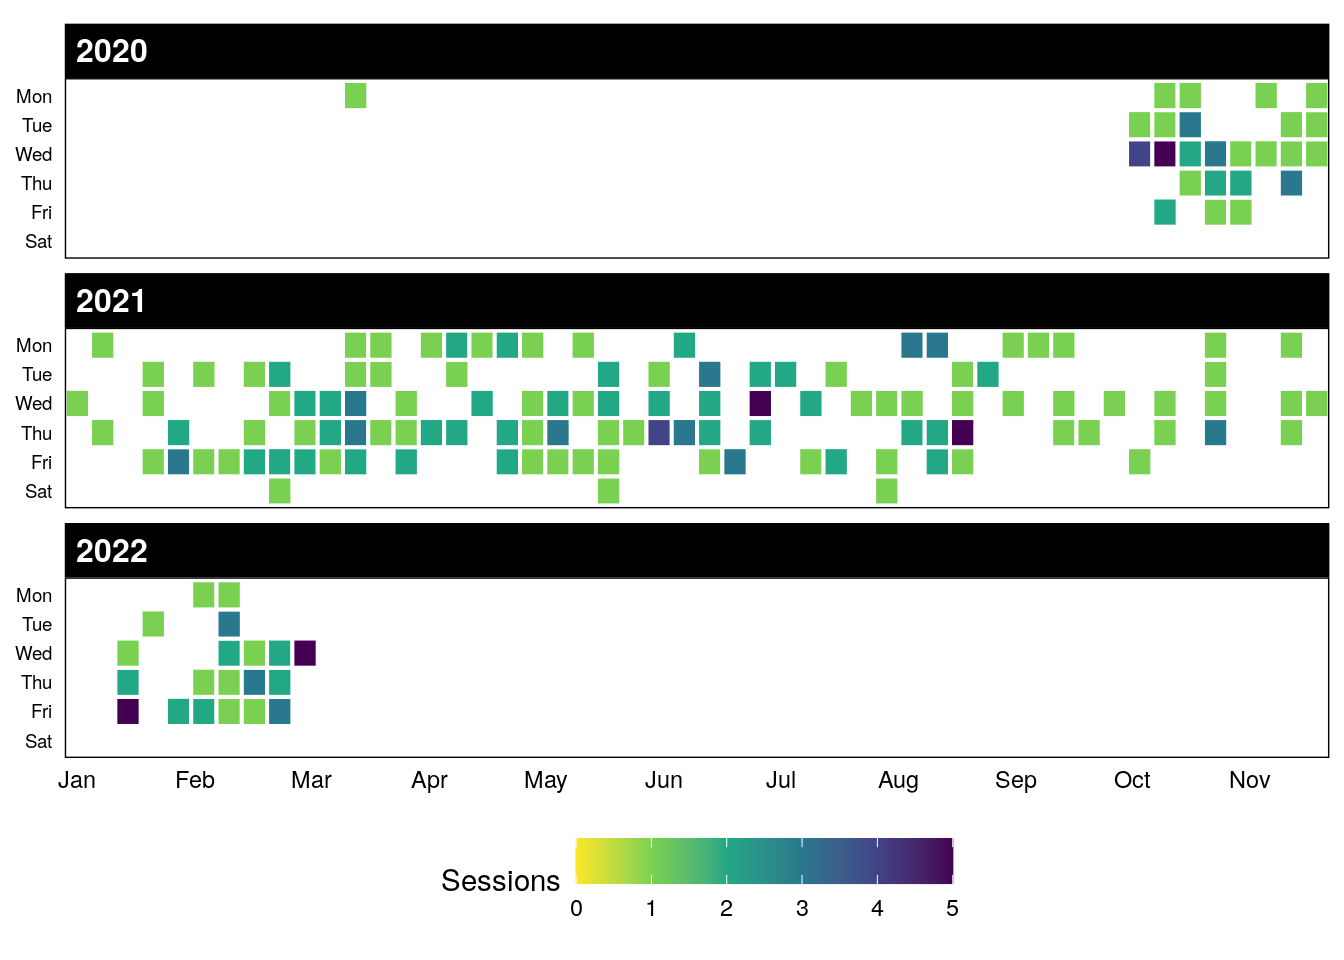 2020
Mon
Tue
Wed
Thu
Fri
Sat
2021
Mon
Tue
Wed
Thu
Fri
Sat
2022
Mon
Tue
Wed
Thu
Fri
Sat
Jan Feb Mar Apr May Jun Jul Aug Sep Oct Nov
Sessions
0 1 2 3 4 5